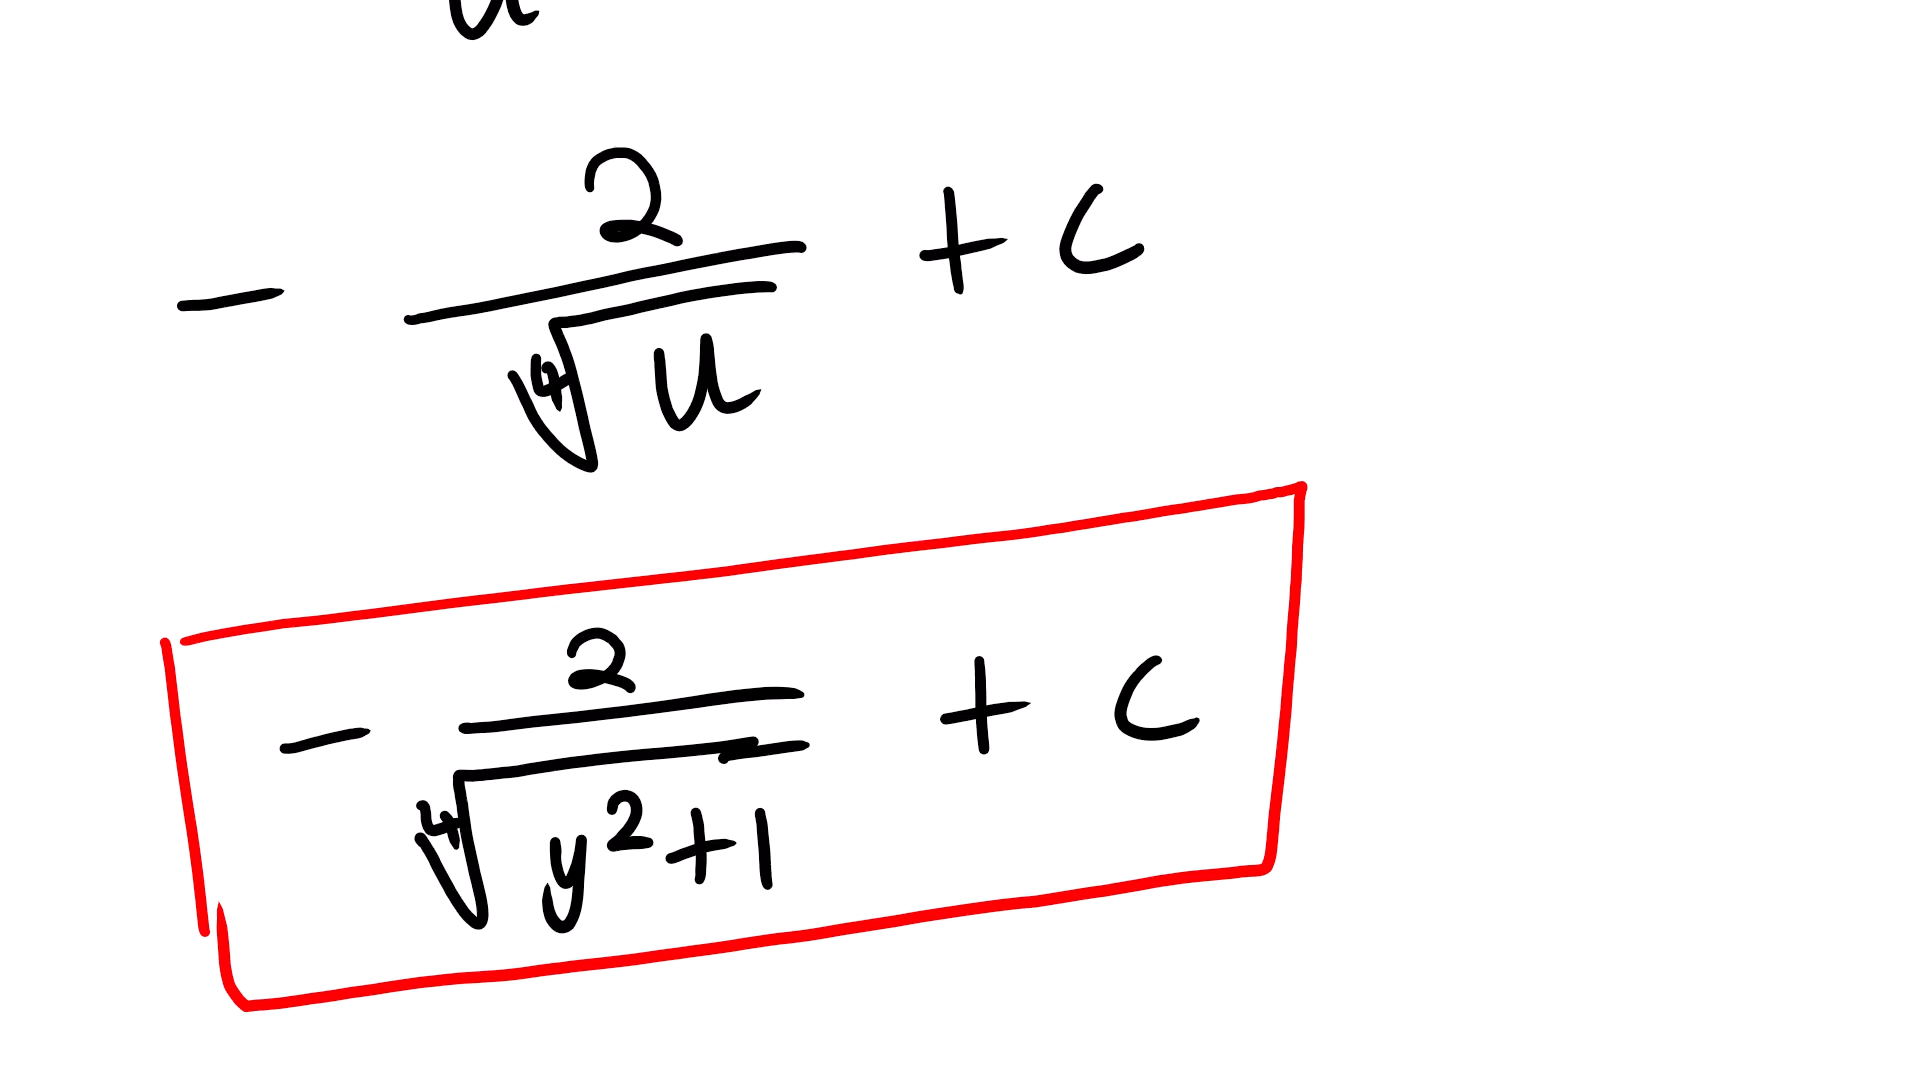 u
- 2/∜u + c
- 2/∜(y²+1) + c